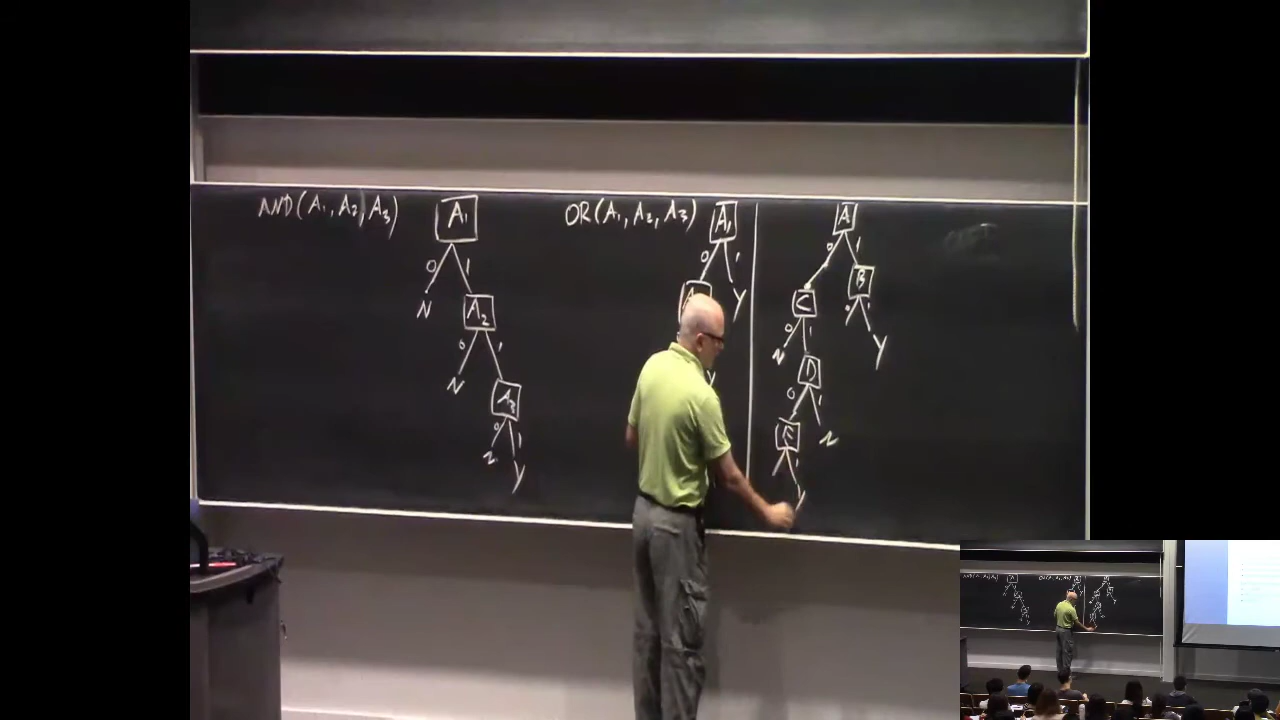 AND(A₁, A₂, A₃)
A₁
0 1
N
A₂
0 1
N
A₃
0 1
N
Y
OR(A₁, A₂, A₃)
A₁
0 1
Y
A
0 1
C
B
0 1
0 1
N
Y
D
0 1
N
E
1
Y